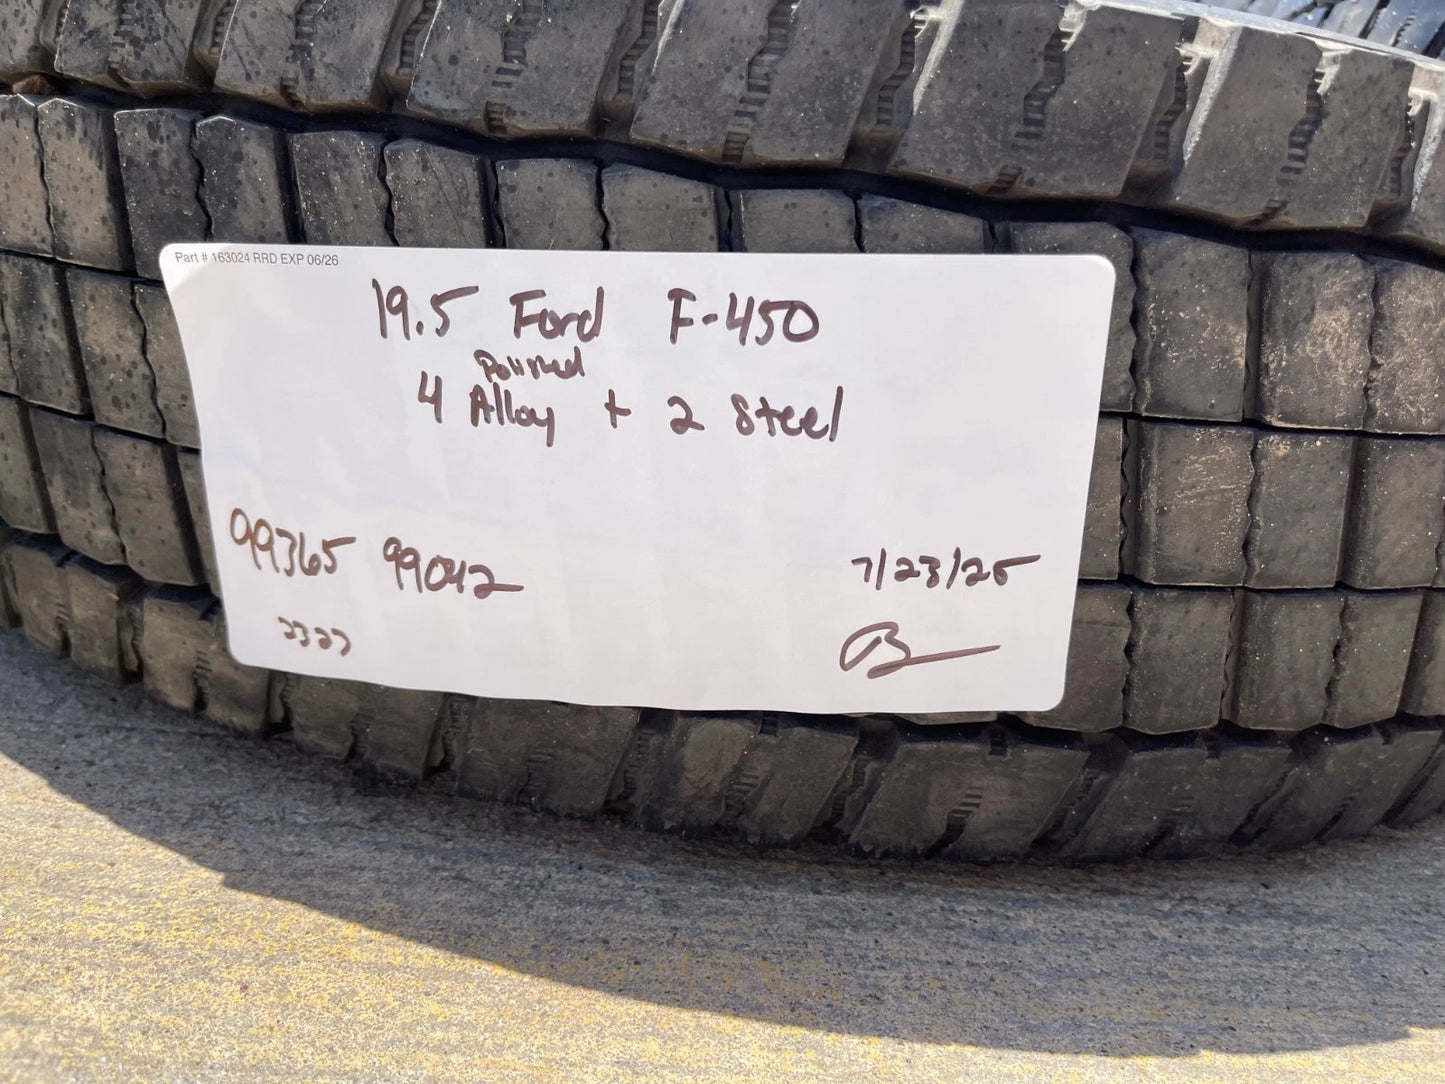 Part # 163024 RRD EXP 06/26
19.5 Ford F-450
Polished
4 Alloy + 2 Steel
99365 99042
7/23/25
2327